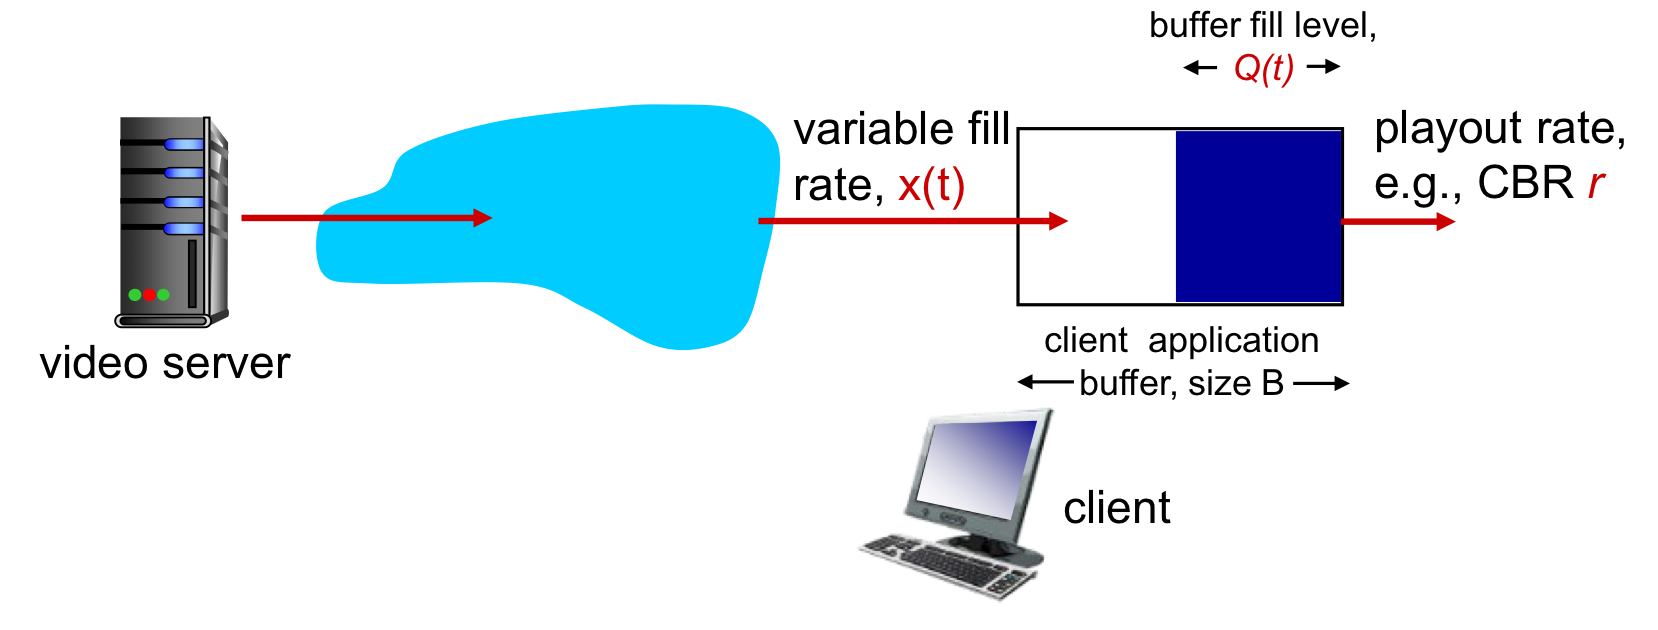 buffer fill level,
Q(t)
variable fill
rate, x(t)
playout rate,
e.g., CBR r
client application
buffer, size B
video server
client